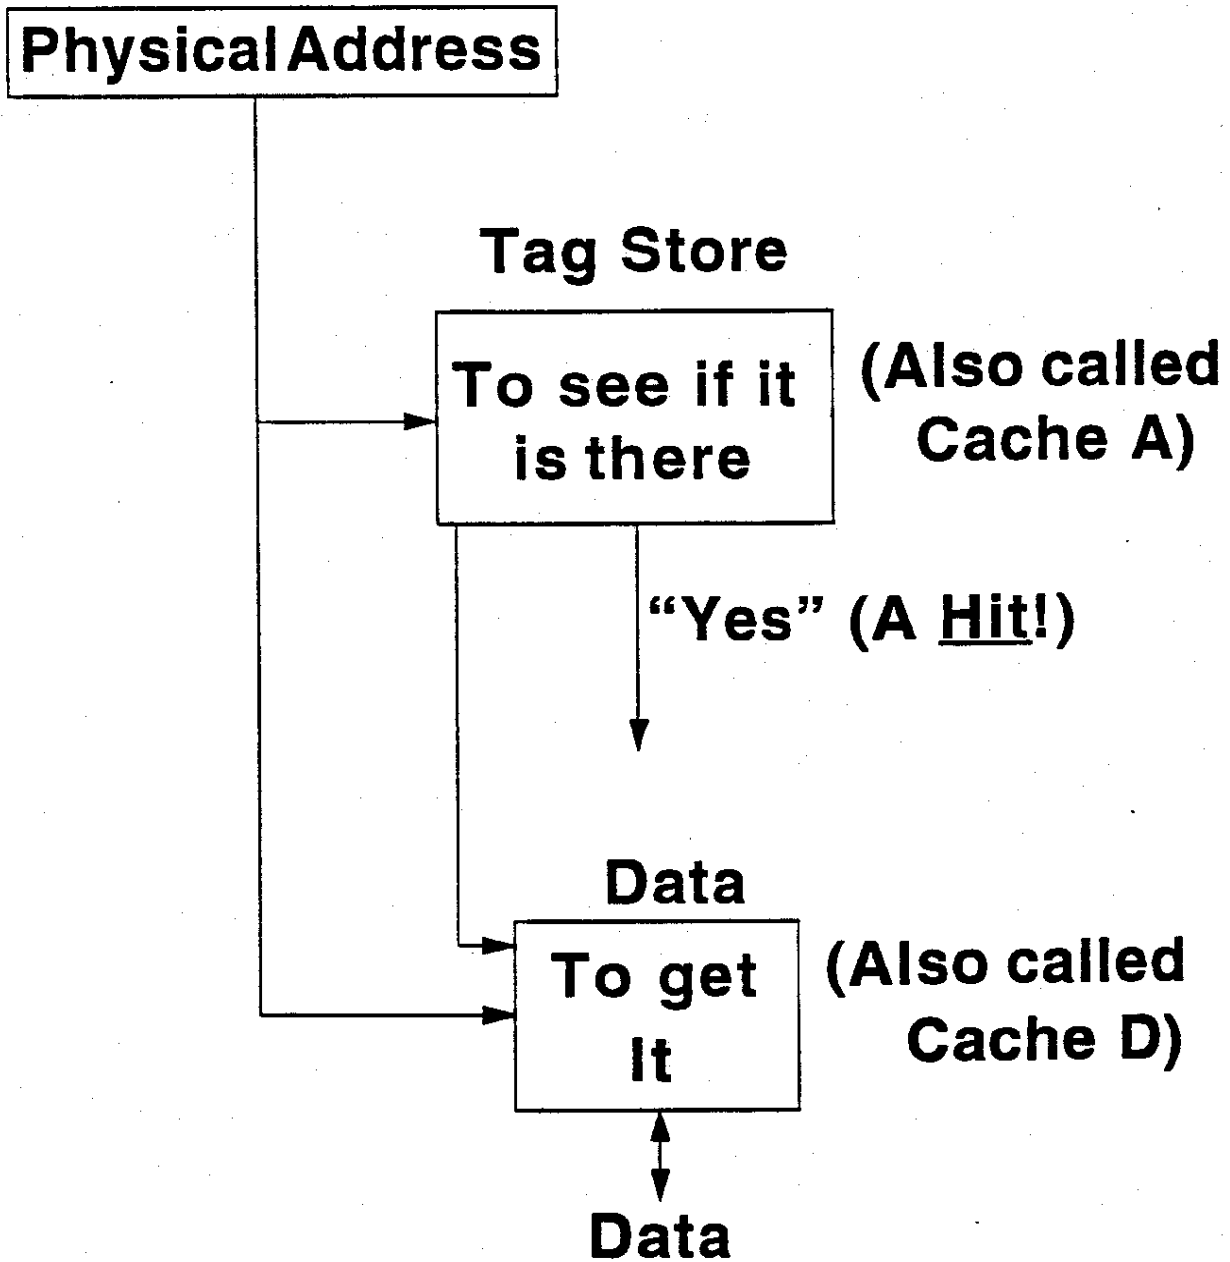 Physical Address
Tag Store
To see if it
is there
(Also called
Cache A)
“Yes” (A Hit!)
Data
To get
It
(Also called
Cache D)
Data